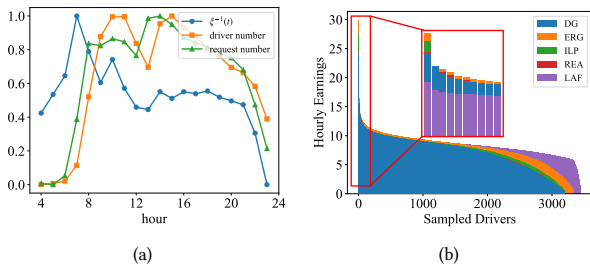 1.0
0.8
0.6
0.4
0.2
0.0
ξ⁻¹(t)
driver number
request number
4
8
12
16
20
24
hour
(a)
Hourly Earnings
30
25
20
15
10
5
0
DG
ERG
ILP
REA
LAF
0
1000
2000
3000
Sampled Drivers
(b)